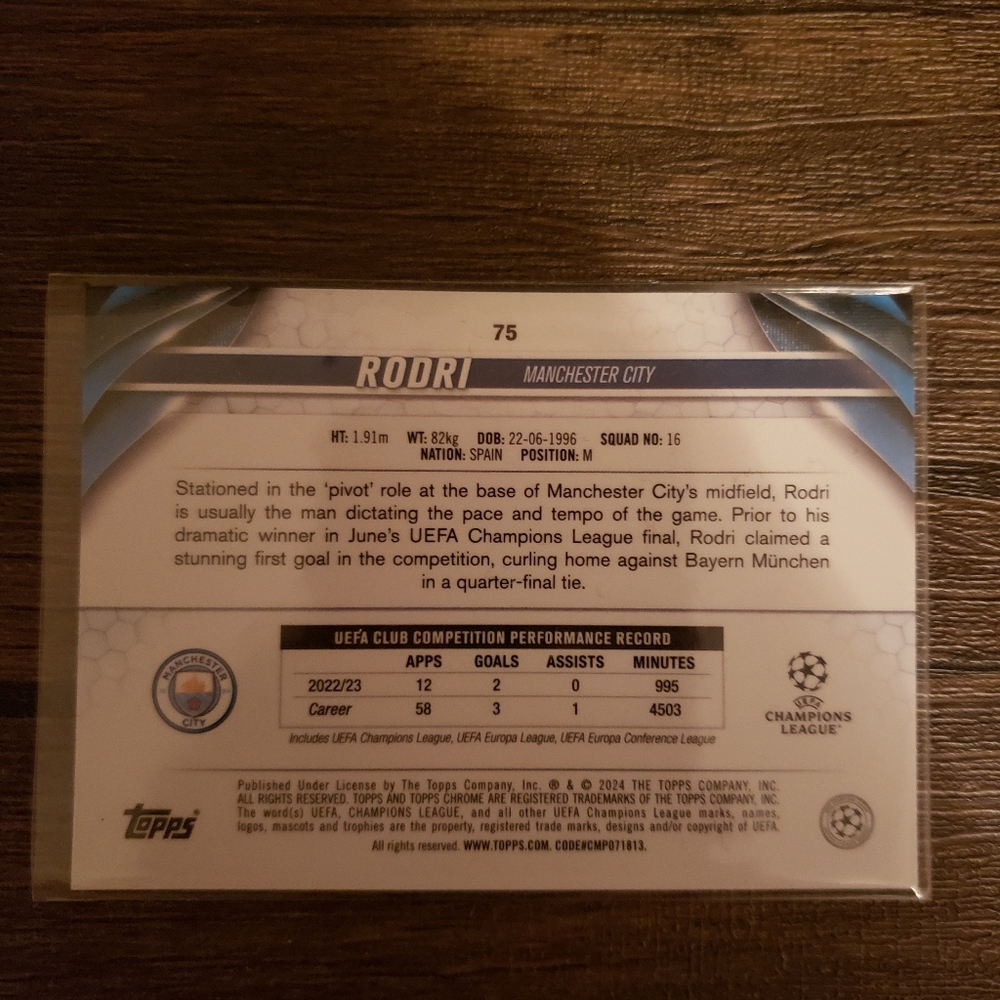 75
RODRI MANCHESTER CITY
HT: 1.91m WT: 82kg DOB: 22-06-1996 SQUAD NO: 16
NATION: SPAIN POSITION: M
Stationed in the 'pivot' role at the base of Manchester City's midfield, Rodri
is usually the man dictating the pace and tempo of the game. Prior to his
dramatic winner in June's UEFA Champions League final, Rodri claimed a
stunning first goal in the competition, curling home against Bayern München
in a quarter-final tie.
UEFA CLUB COMPETITION PERFORMANCE RECORD
APPS GOALS ASSISTS MINUTES
2022/23 12 2 0 995
Career 58 3 1 4503
Includes UEFA Champions League, UEFA Europa League, UEFA Europa Conference League
MANCHESTER
CITY
UEFA
CHAMPIONS
LEAGUE™
Published Under License by The Topps Company, Inc. ® & © 2024 THE TOPPS COMPANY, INC.
ALL RIGHTS RESERVED. TOPPS AND TOPPS CHROME ARE REGISTERED TRADEMARKS OF THE TOPPS COMPANY, INC.
The word(s) UEFA, CHAMPIONS LEAGUE, and all other UEFA Champions League marks, names,
logos, mascots and trophies are the property, registered trade marks, designs and/or copyright of UEFA.
All rights reserved. WWW.TOPPS.COM. CODE#CMP071813.
Topps®